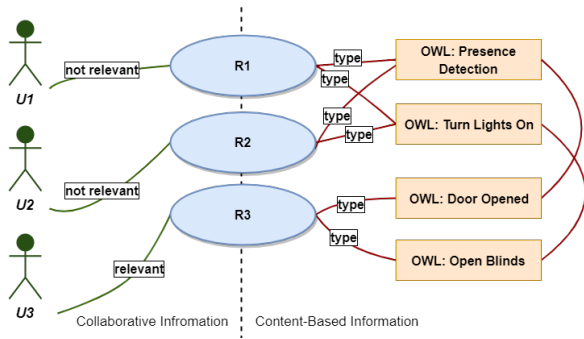 U1
not relevant
R1
type
OWL: Presence
Detection
type
type
OWL: Turn Lights On
R2
type
U2
not relevant
R3
type
OWL: Door Opened
type
OWL: Open Blinds
relevant
U3
Collaborative Infromation
Content-Based Information